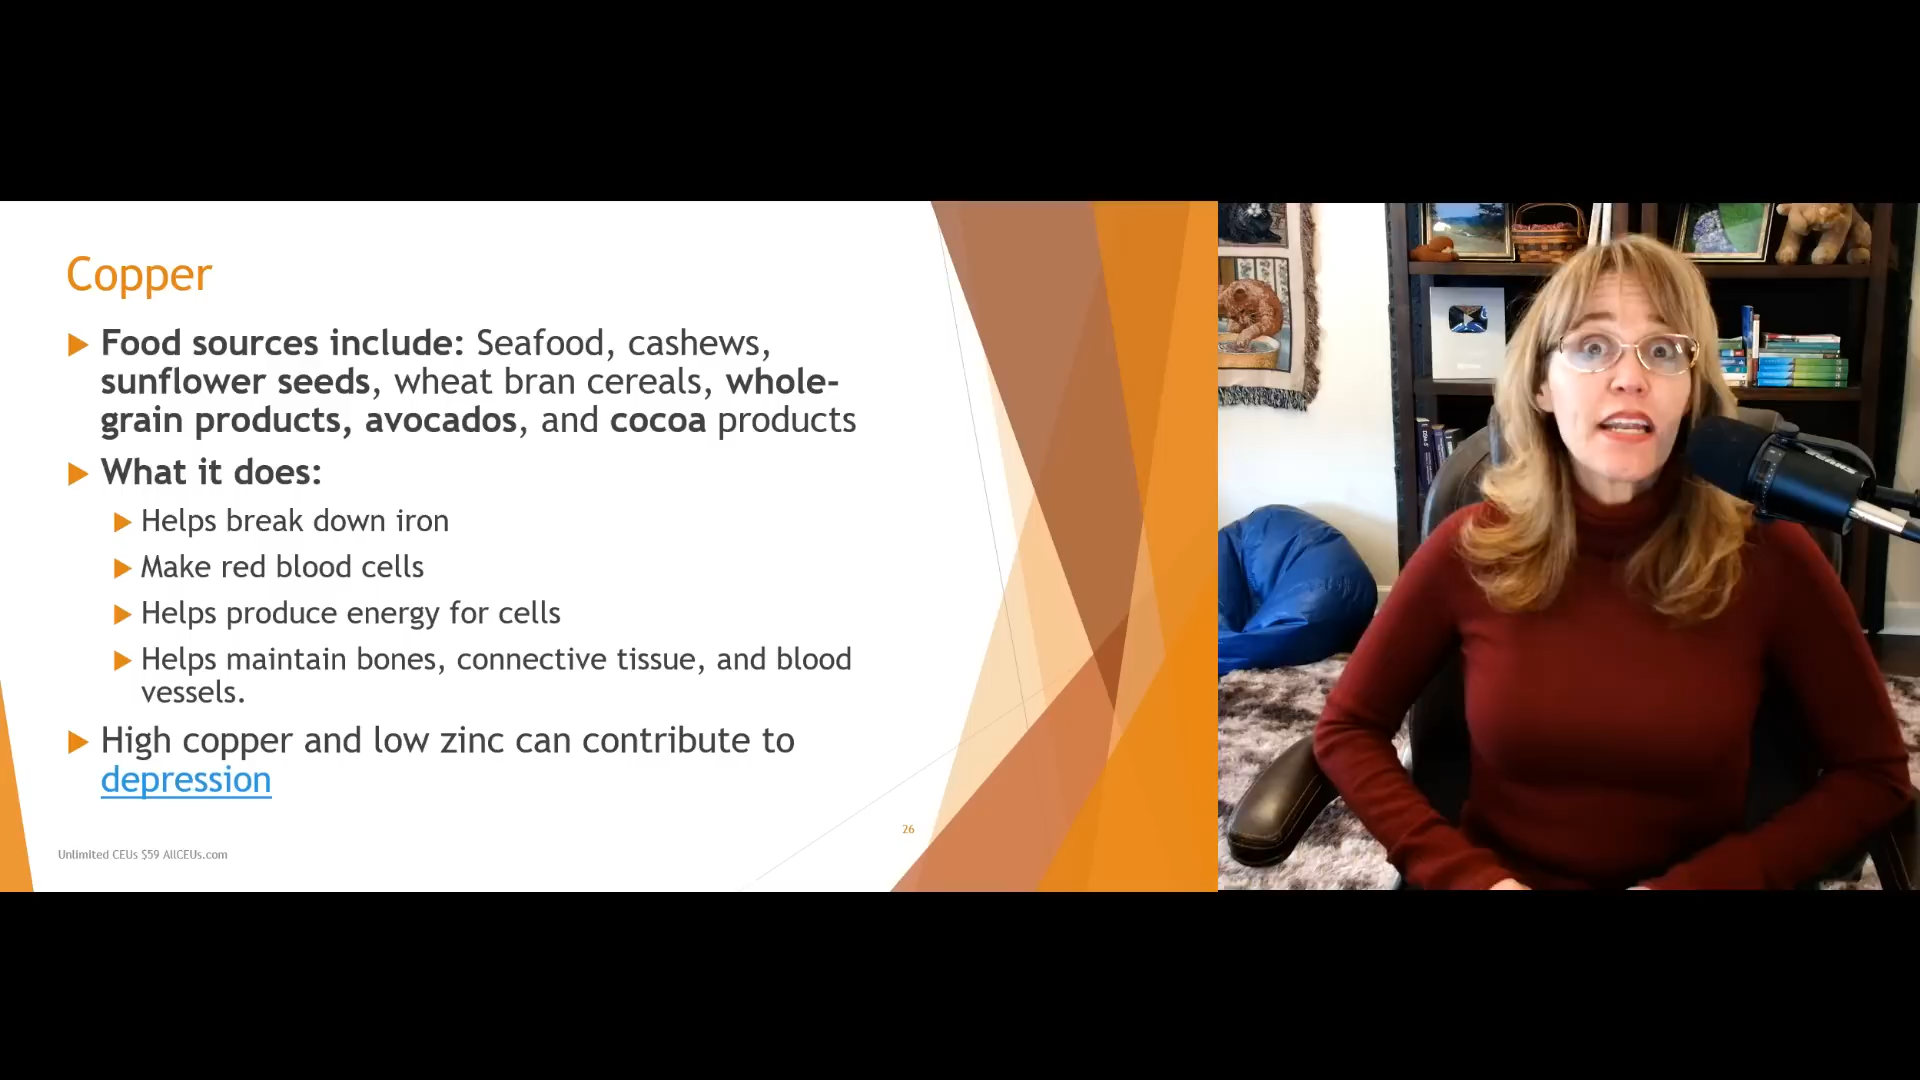 Copper
Food sources include: Seafood, cashews,
sunflower seeds, wheat bran cereals, whole-
grain products, avocados, and cocoa products
What it does:
Helps break down iron
Make red blood cells
Helps produce energy for cells
Helps maintain bones, connective tissue, and blood
vessels.
High copper and low zinc can contribute to
depression
26
Unlimited CEUs $59 AllCEUs.com
SHURE